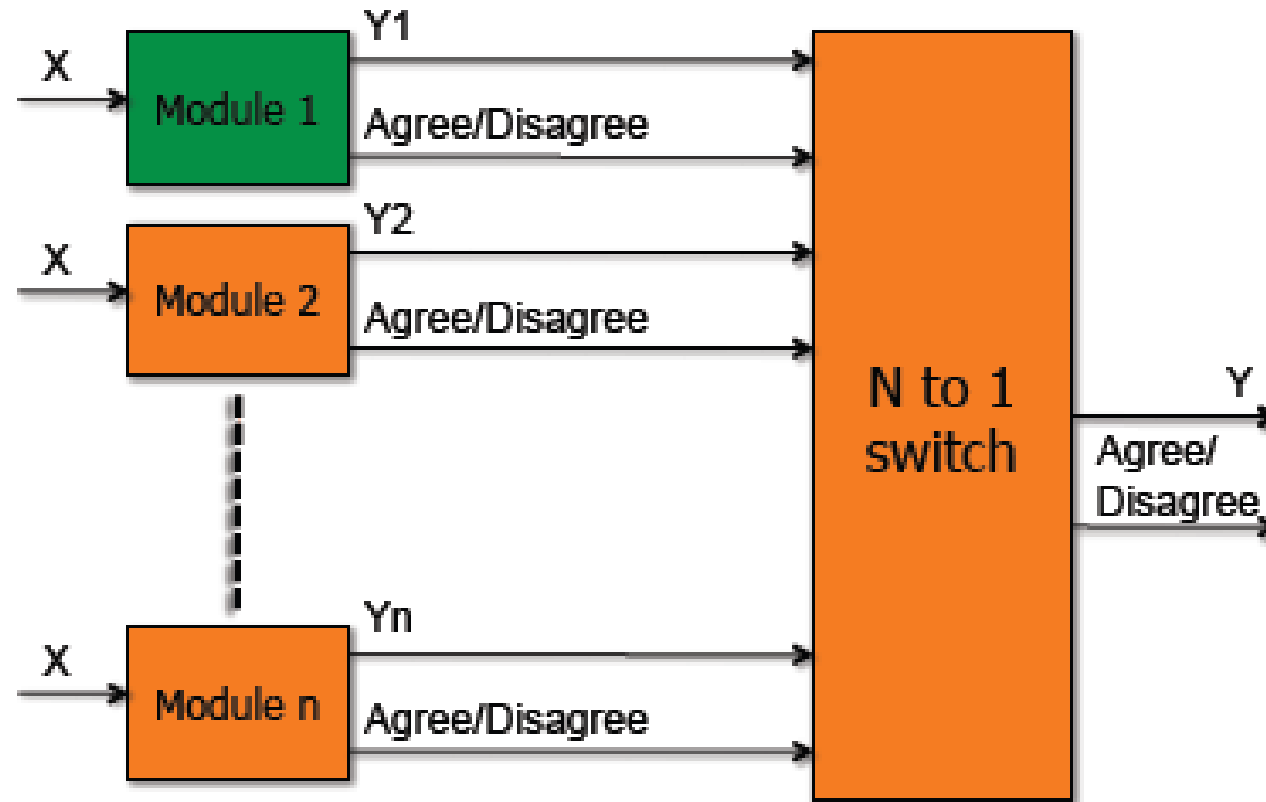 Y1
X
Module 1
Agree/Disagree
Y2
X
Module 2
Agree/Disagree
N to 1
switch
Y
Agree/
Disagree
Yn
X
Module n
Agree/Disagree